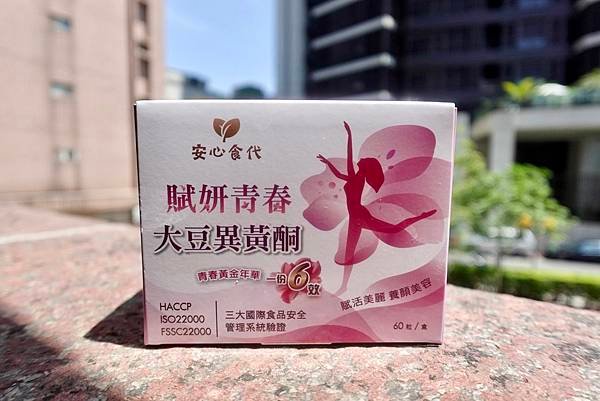 安心食代
賦妍青春
大豆異黃酮
青春黃金年華 一份6效
賦活美麗 養顏美容
HACCP
ISO22000
FSSC22000
三大國際食品安全
管理系統驗證
60粒/盒